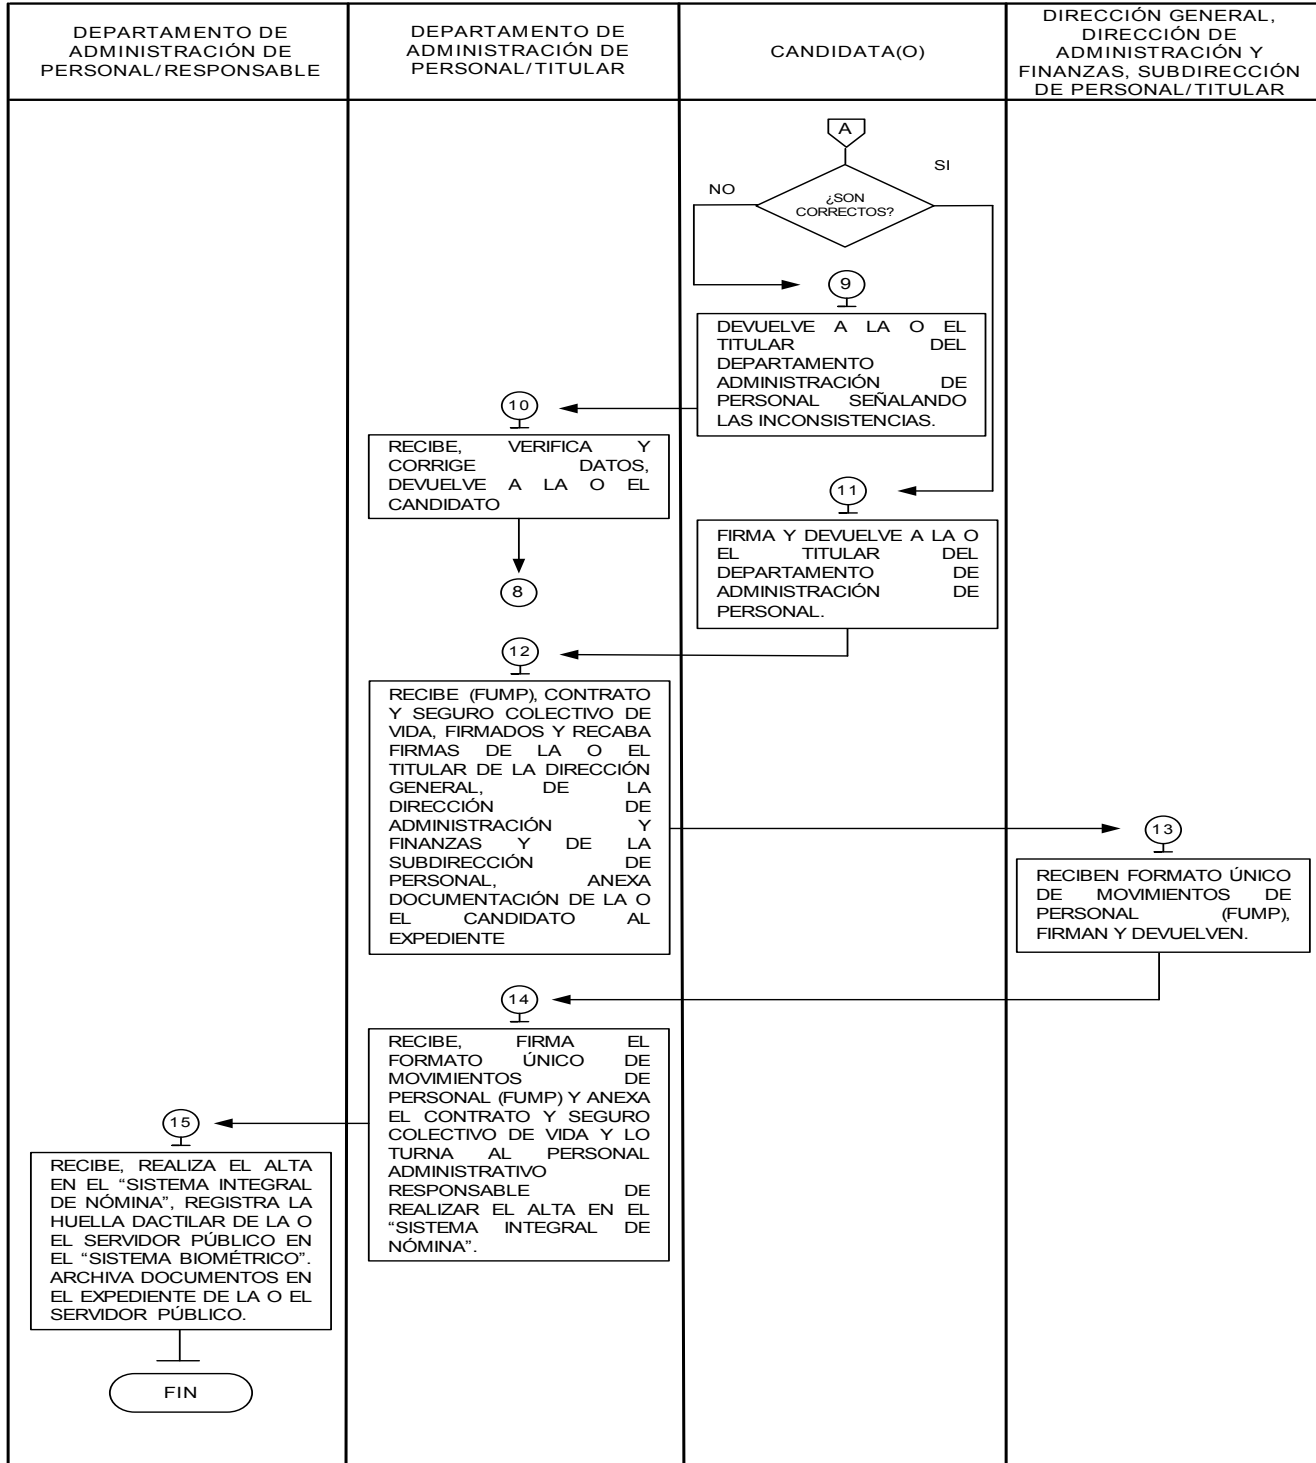 DEPARTAMENTO DE
ADMINISTRACIÓN DE
PERSONAL/RESPONSABLE
DEPARTAMENTO DE
ADMINISTRACIÓN DE
PERSONAL/TITULAR
CANDIDATA(O)
DIRECCIÓN GENERAL,
DIRECCIÓN DE
ADMINISTRACIÓN Y
FINANZAS, SUBDIRECCIÓN
DE PERSONAL/TITULAR
A
SI
NO
¿SON
CORRECTOS?
9
DEVUELVE A LA O EL
TITULAR DEL
DEPARTAMENTO
ADMINISTRACIÓN DE
PERSONAL SEÑALANDO
LAS INCONSISTENCIAS.
10
RECIBE, VERIFICA Y
CORRIGE DATOS,
DEVUELVE A LA O EL
CANDIDATO
8
11
FIRMA Y DEVUELVE A LA O
EL TITULAR DEL
DEPARTAMENTO DE
ADMINISTRACIÓN DE
PERSONAL.
12
RECIBE (FUMP), CONTRATO
Y SEGURO COLECTIVO DE
VIDA, FIRMADOS Y RECABA
FIRMAS DE LA O EL
TITULAR DE LA DIRECCIÓN
GENERAL, DE LA
DIRECCIÓN DE
ADMINISTRACIÓN Y
FINANZAS Y DE LA
SUBDIRECCIÓN DE
PERSONAL, ANEXA
DOCUMENTACIÓN DE LA O
EL CANDIDATO AL
EXPEDIENTE
13
RECIBEN FORMATO ÚNICO
DE MOVIMIENTOS DE
PERSONAL (FUMP),
FIRMAN Y DEVUELVEN.
14
RECIBE, FIRMA EL
FORMATO ÚNICO DE
MOVIMIENTOS DE
PERSONAL (FUMP) Y ANEXA
EL CONTRATO Y SEGURO
COLECTIVO DE VIDA Y LO
TURNA AL PERSONAL
ADMINISTRATIVO
RESPONSABLE DE
REALIZAR EL ALTA EN EL
“SISTEMA INTEGRAL DE
NÓMINA”.
15
RECIBE, REALIZA EL ALTA
EN EL “SISTEMA INTEGRAL
DE NÓMINA”, REGISTRA LA
HUELLA DACTILAR DE LA O
EL SERVIDOR PÚBLICO EN
EL “SISTEMA BIOMÉTRICO”.
ARCHIVA DOCUMENTOS EN
EL EXPEDIENTE DE LA O EL
SERVIDOR PÚBLICO.
FIN